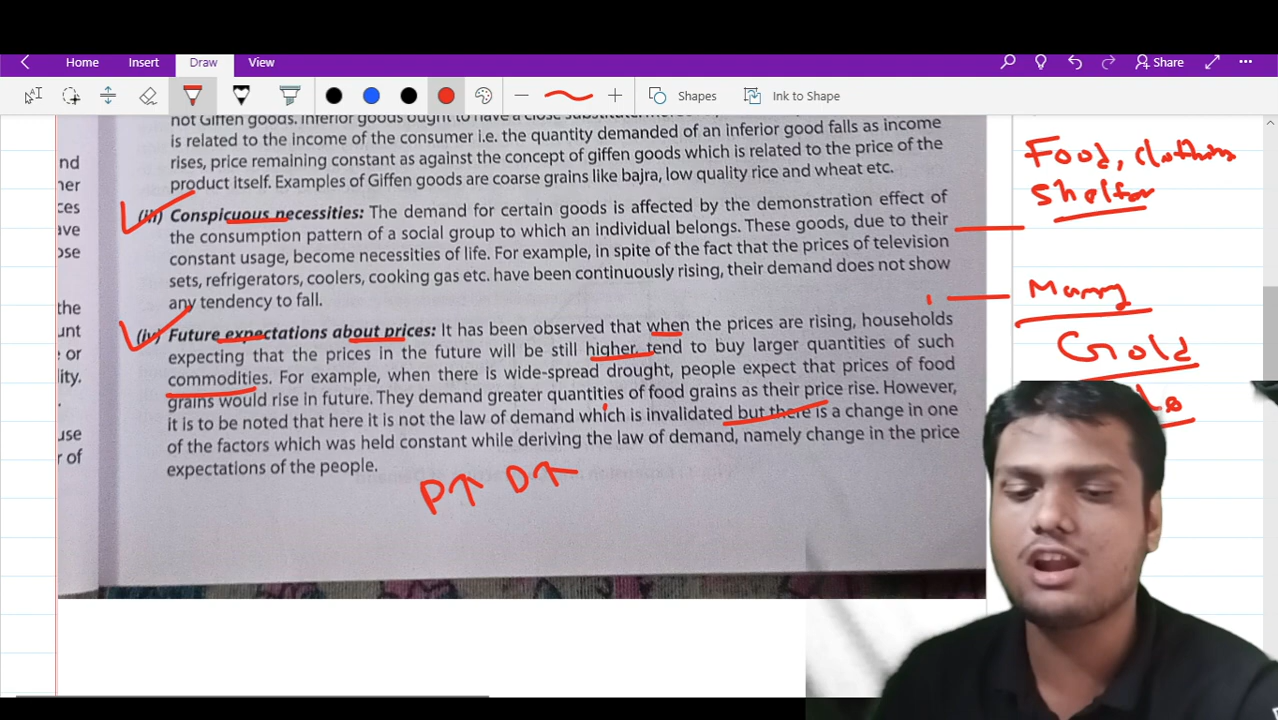 Home Insert Draw View Share
Shapes Ink to Shape
not Giffen goods. Inferior goods ought to have a close
is related to the income of the consumer i.e. the quantity demanded of an inferior good falls as income
rises, price remaining constant as against the concept of giffen goods which is related to the price of the
product itself. Examples of Giffen goods are coarse grains like bajra, low quality rice and wheat etc.
(iii) Conspicuous necessities: The demand for certain goods is affected by the demonstration effect of
the consumption pattern of a social group to which an individual belongs. These goods, due to their
constant usage, become necessities of life. For example, in spite of the fact that the prices of television
sets, refrigerators, coolers, cooking gas etc. have been continuously rising, their demand does not show
any tendency to fall.
(iv) Future expectations about prices: It has been observed that when the prices are rising, households
expecting that the prices in the future will be still higher tend to buy larger quantities of such
commodities. For example, when there is wide-spread drought, people expect that prices of food
grains would rise in future. They demand greater quantities of food grains as their price rise. However,
it is to be noted that here it is not the law of demand which is invalidated but there is a change in one
of the factors which was held constant while deriving the law of demand, namely change in the price
expectations of the people.
P↑ D↑
nd
her
ces
ave
ose
the
unt
e or
lity.
use
r of
Food,
Shelter
Gold